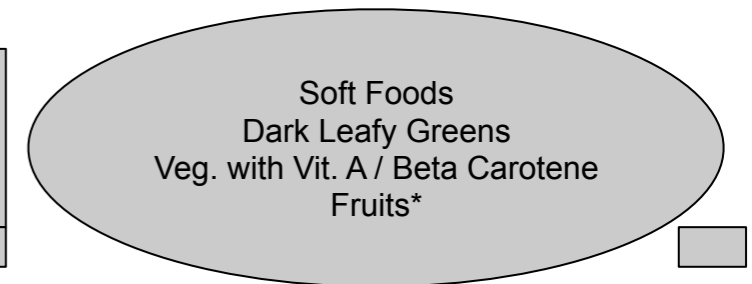 Soft Foods
Dark Leafy Greens
Veg. with Vit. A / Beta Carotene
Fruits*